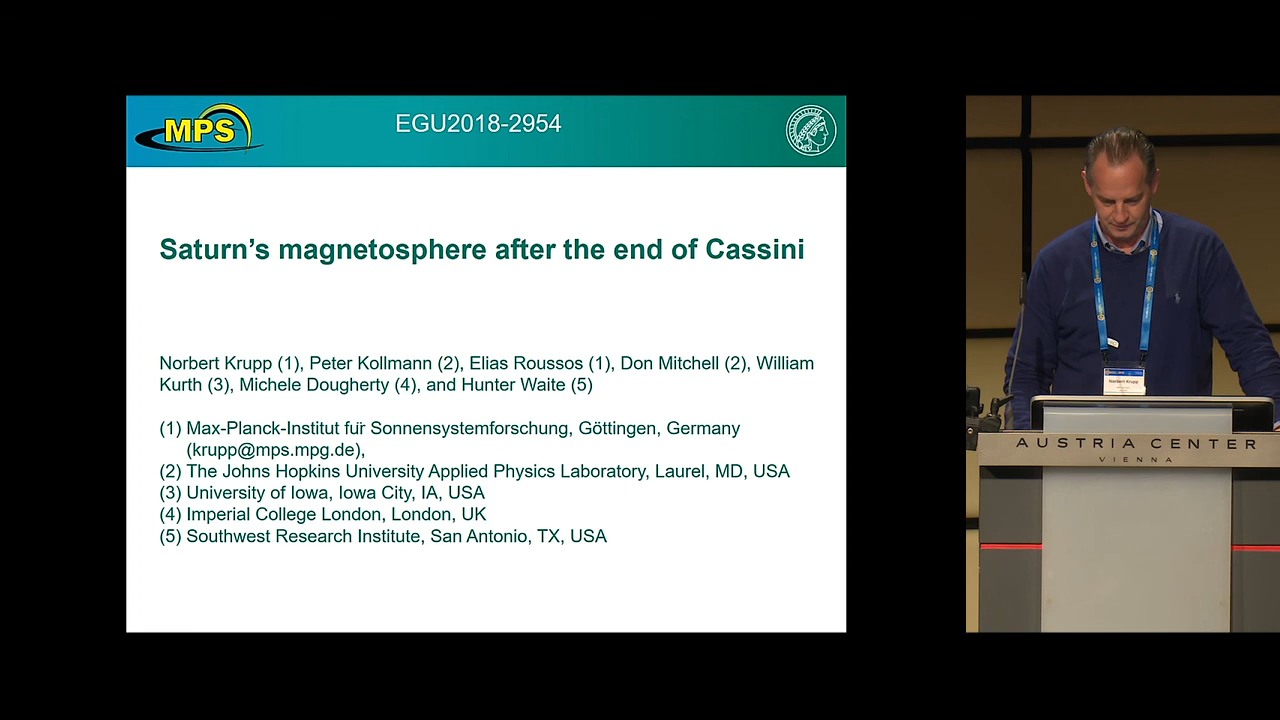 MPS
EGU2018-2954
Saturn's magnetosphere after the end of Cassini
Norbert Krupp (1), Peter Kollmann (2), Elias Roussos (1), Don Mitchell (2), William
Kurth (3), Michele Dougherty (4), and Hunter Waite (5)
(1) Max-Planck-Institut für Sonnensystemforschung, Göttingen, Germany
(krupp@mps.mpg.de),
(2) The Johns Hopkins University Applied Physics Laboratory, Laurel, MD, USA
(3) University of Iowa, Iowa City, IA, USA
(4) Imperial College London, London, UK
(5) Southwest Research Institute, San Antonio, TX, USA
Norbert Krupp
AUSTRIA CENTER
VIENNA